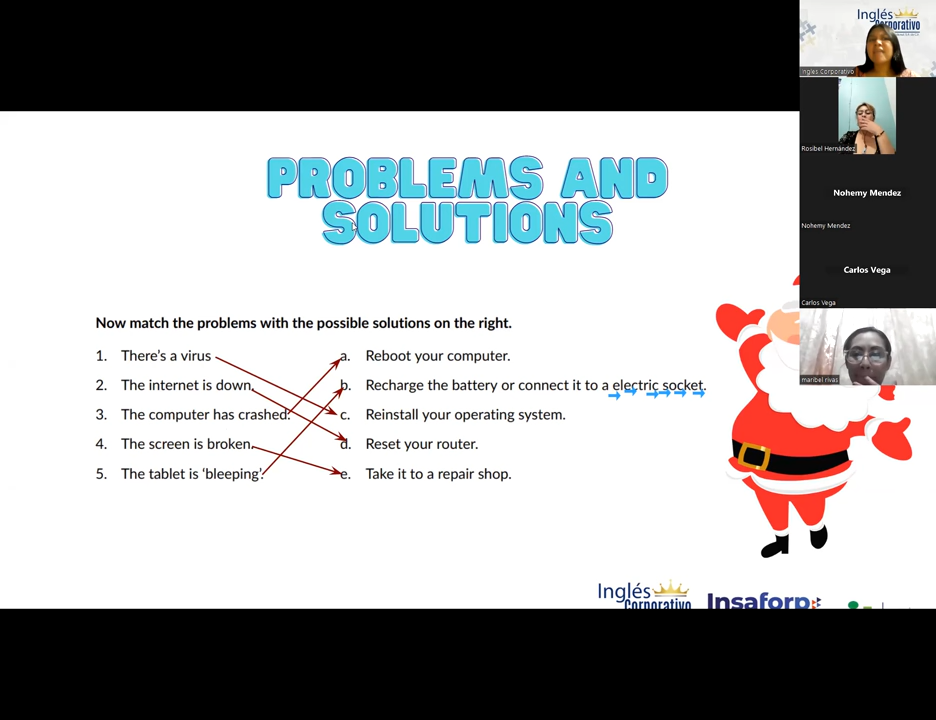 Inglés
Corporativo
Ingles Corporativo
Rosibel Hernández
Nohemy Mendez
Nohemy Mendez
Carlos Vega
Carlos Vega
maribel rivas
PROBLEMS AND
SOLUTIONS
Now match the problems with the possible solutions on the right.
1. There's a virus
a. Reboot your computer.
2. The internet is down.
b. Recharge the battery or connect it to a electric socket.
3. The computer has crashed.
c. Reinstall your operating system.
4. The screen is broken.
d. Reset your router.
5. The tablet is 'bleeping'.
e. Take it to a repair shop.
Inglés
Corporativo
Insaforp